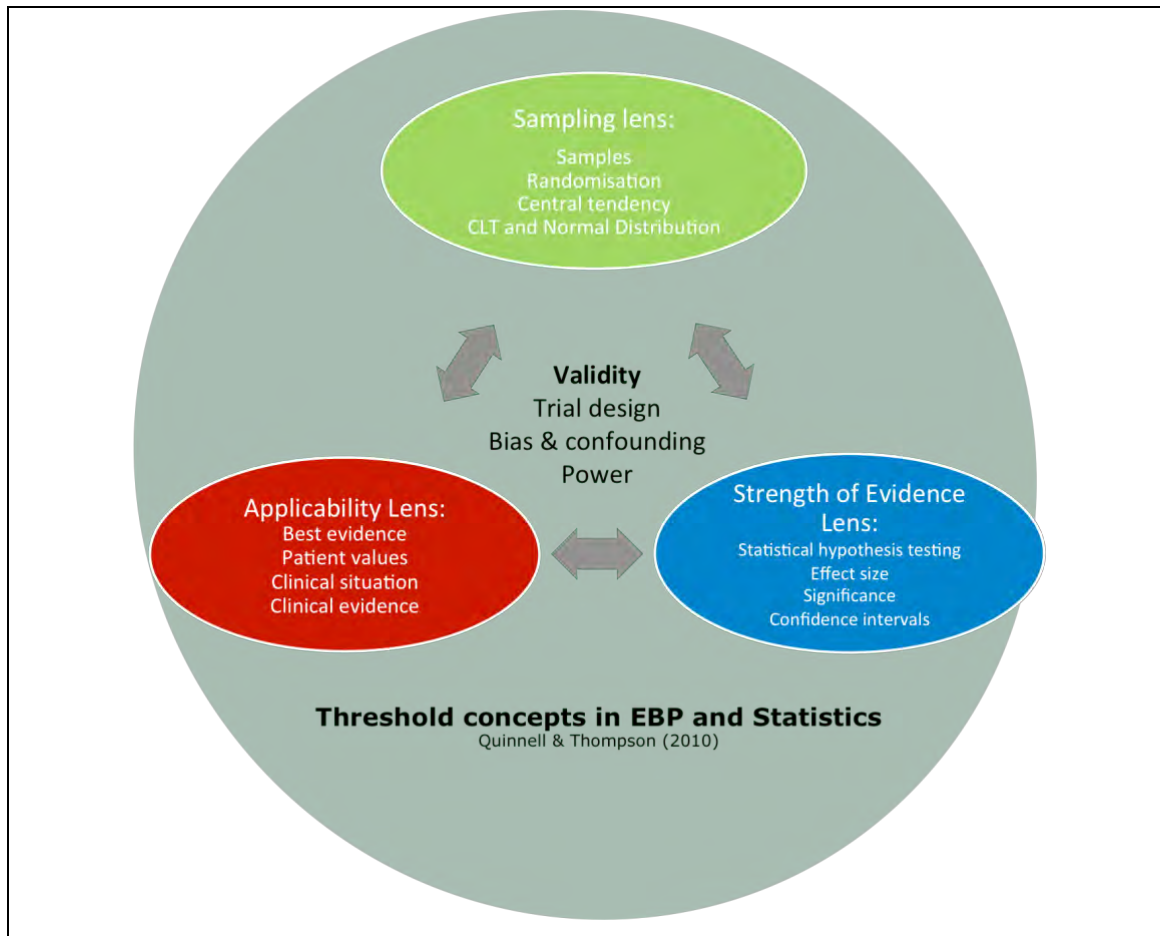 Sampling lens:
Samples
Randomisation
Central tendency
CLT and Normal Distribution
Validity
Trial design
Bias & confounding
Power
Applicability Lens:
Best evidence
Patient values
Clinical situation
Clinical evidence
Strength of Evidence
Lens:
Statistical hypothesis testing
Effect size
Significance
Confidence intervals
Threshold concepts in EBP and Statistics
Quinnell & Thompson (2010)